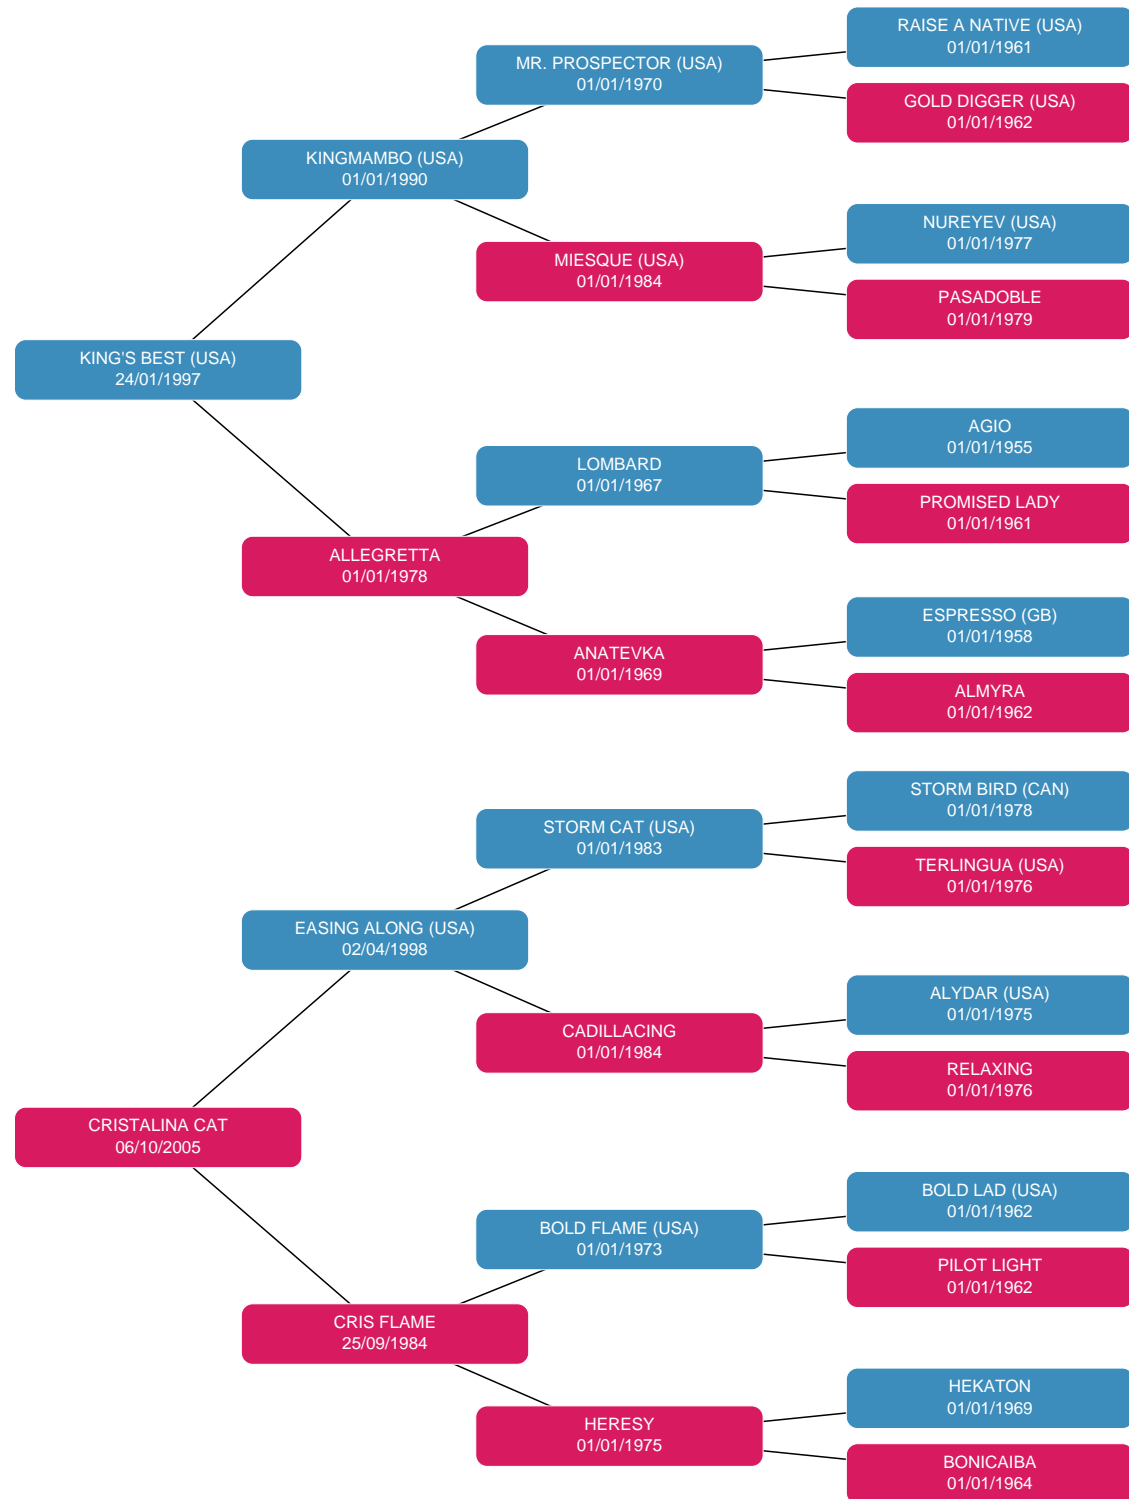 RAISE A NATIVE (USA)
01/01/1961
MR. PROSPECTOR (USA)
01/01/1970
GOLD DIGGER (USA)
01/01/1962
KINGMAMBO (USA)
01/01/1990
NUREYEV (USA)
01/01/1977
MIESQUE (USA)
01/01/1984
PASADOBLE
01/01/1979
KING'S BEST (USA)
24/01/1997
AGIO
01/01/1955
LOMBARD
01/01/1967
PROMISED LADY
01/01/1961
ALLEGRETTA
01/01/1978
ESPRESSO (GB)
01/01/1958
ANATEVKA
01/01/1969
ALMYRA
01/01/1962
STORM BIRD (CAN)
01/01/1978
STORM CAT (USA)
01/01/1983
TERLINGUA (USA)
01/01/1976
EASING ALONG (USA)
02/04/1998
ALYDAR (USA)
01/01/1975
CADILLACING
01/01/1984
RELAXING
01/01/1976
CRISTALINA CAT
06/10/2005
BOLD LAD (USA)
01/01/1962
BOLD FLAME (USA)
01/01/1973
PILOT LIGHT
01/01/1962
CRIS FLAME
25/09/1984
HEKATON
01/01/1969
HERESY
01/01/1975
BONICAIBA
01/01/1964